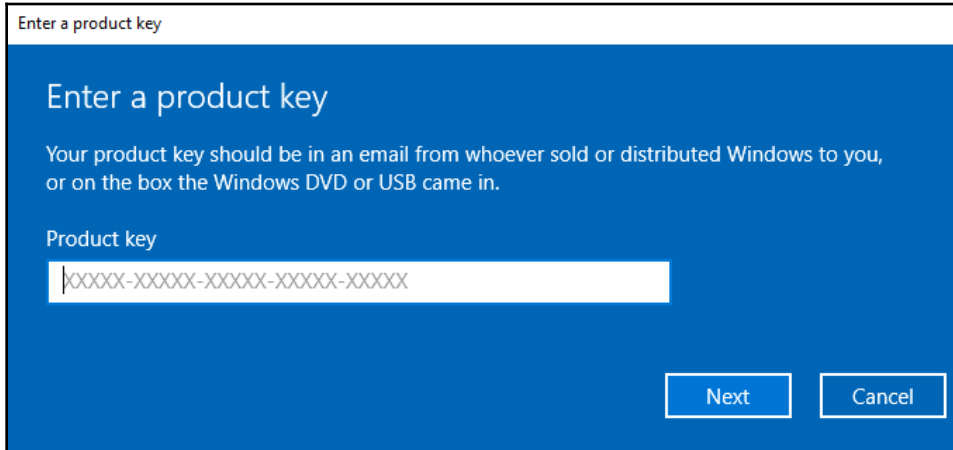 Enter a product key
Enter a product key
Your product key should be in an email from whoever sold or distributed Windows to you,
or on the box the Windows DVD or USB came in.
Product key
XXXXX-XXXXX-XXXXX-XXXXX-XXXXX
Next Cancel